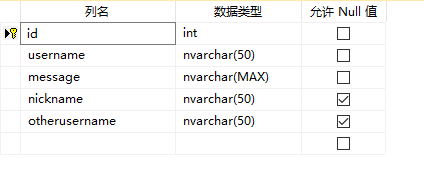 列名 数据类型 允许 Null 值
id int
username nvarchar(50)
message nvarchar(MAX)
nickname nvarchar(50)
otherusername nvarchar(50)